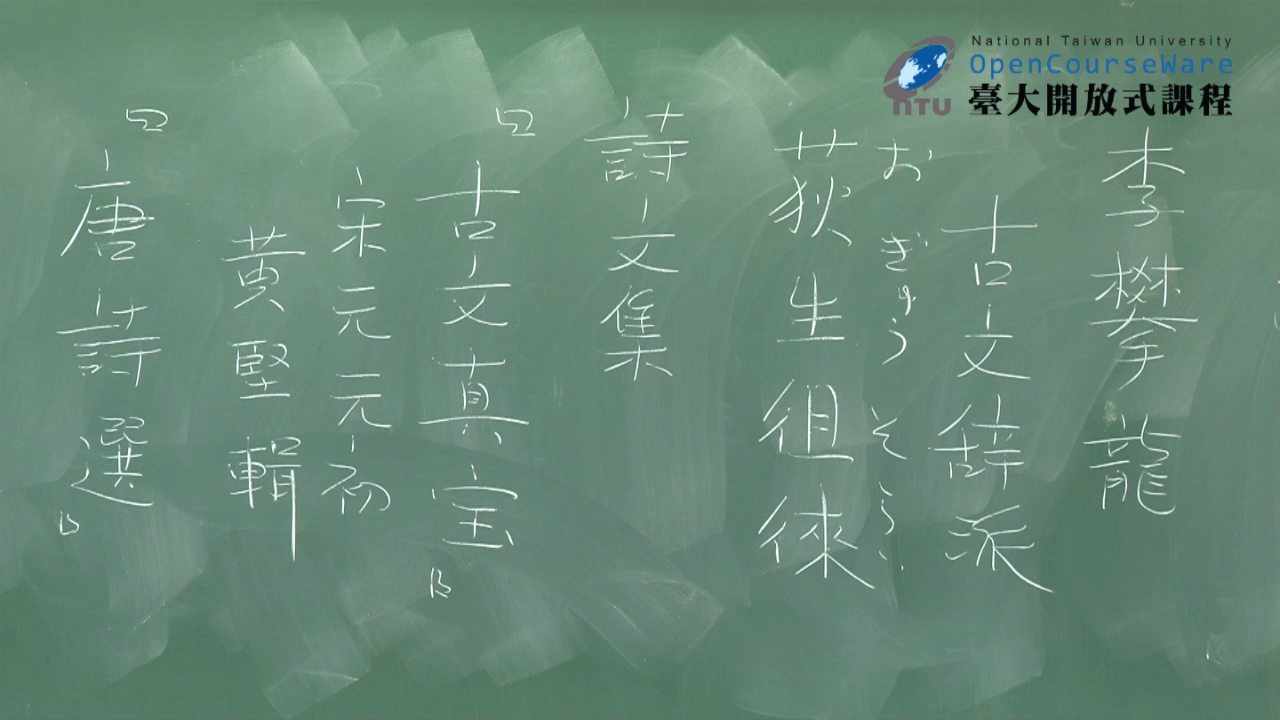 National Taiwan University
OpenCourseWare
NTU
臺大開放式課程
李攀龍
古文辞派
おぎゅうそらい
荻生徂徠
詩文集
『古文真宝』
宋元元初
黄堅輯
『唐詩選』